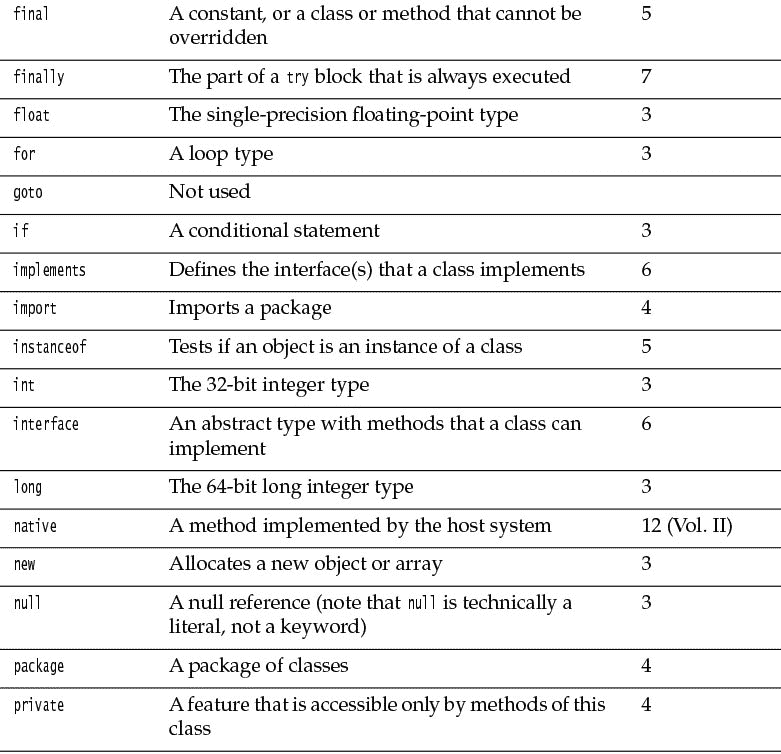 final A constant, or a class or method that cannot be 5
overridden
finally The part of a try block that is always executed 7
float The single-precision floating-point type 3
for A loop type 3
goto Not used
if A conditional statement 3
implements Defines the interface(s) that a class implements 6
import Imports a package 4
instanceof Tests if an object is an instance of a class 5
int The 32-bit integer type 3
interface An abstract type with methods that a class can 6
implement
long The 64-bit long integer type 3
native A method implemented by the host system 12 (Vol. II)
new Allocates a new object or array 3
null A null reference (note that null is technically a 3
literal, not a keyword)
package A package of classes 4
private A feature that is accessible only by methods of this 4
class